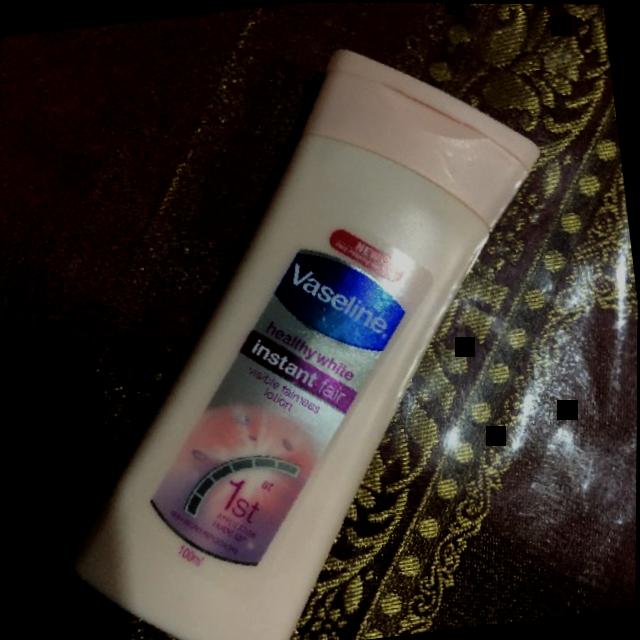 Vaseline
healthy white
instant fair
visible fairness
lotion
1st
100ml